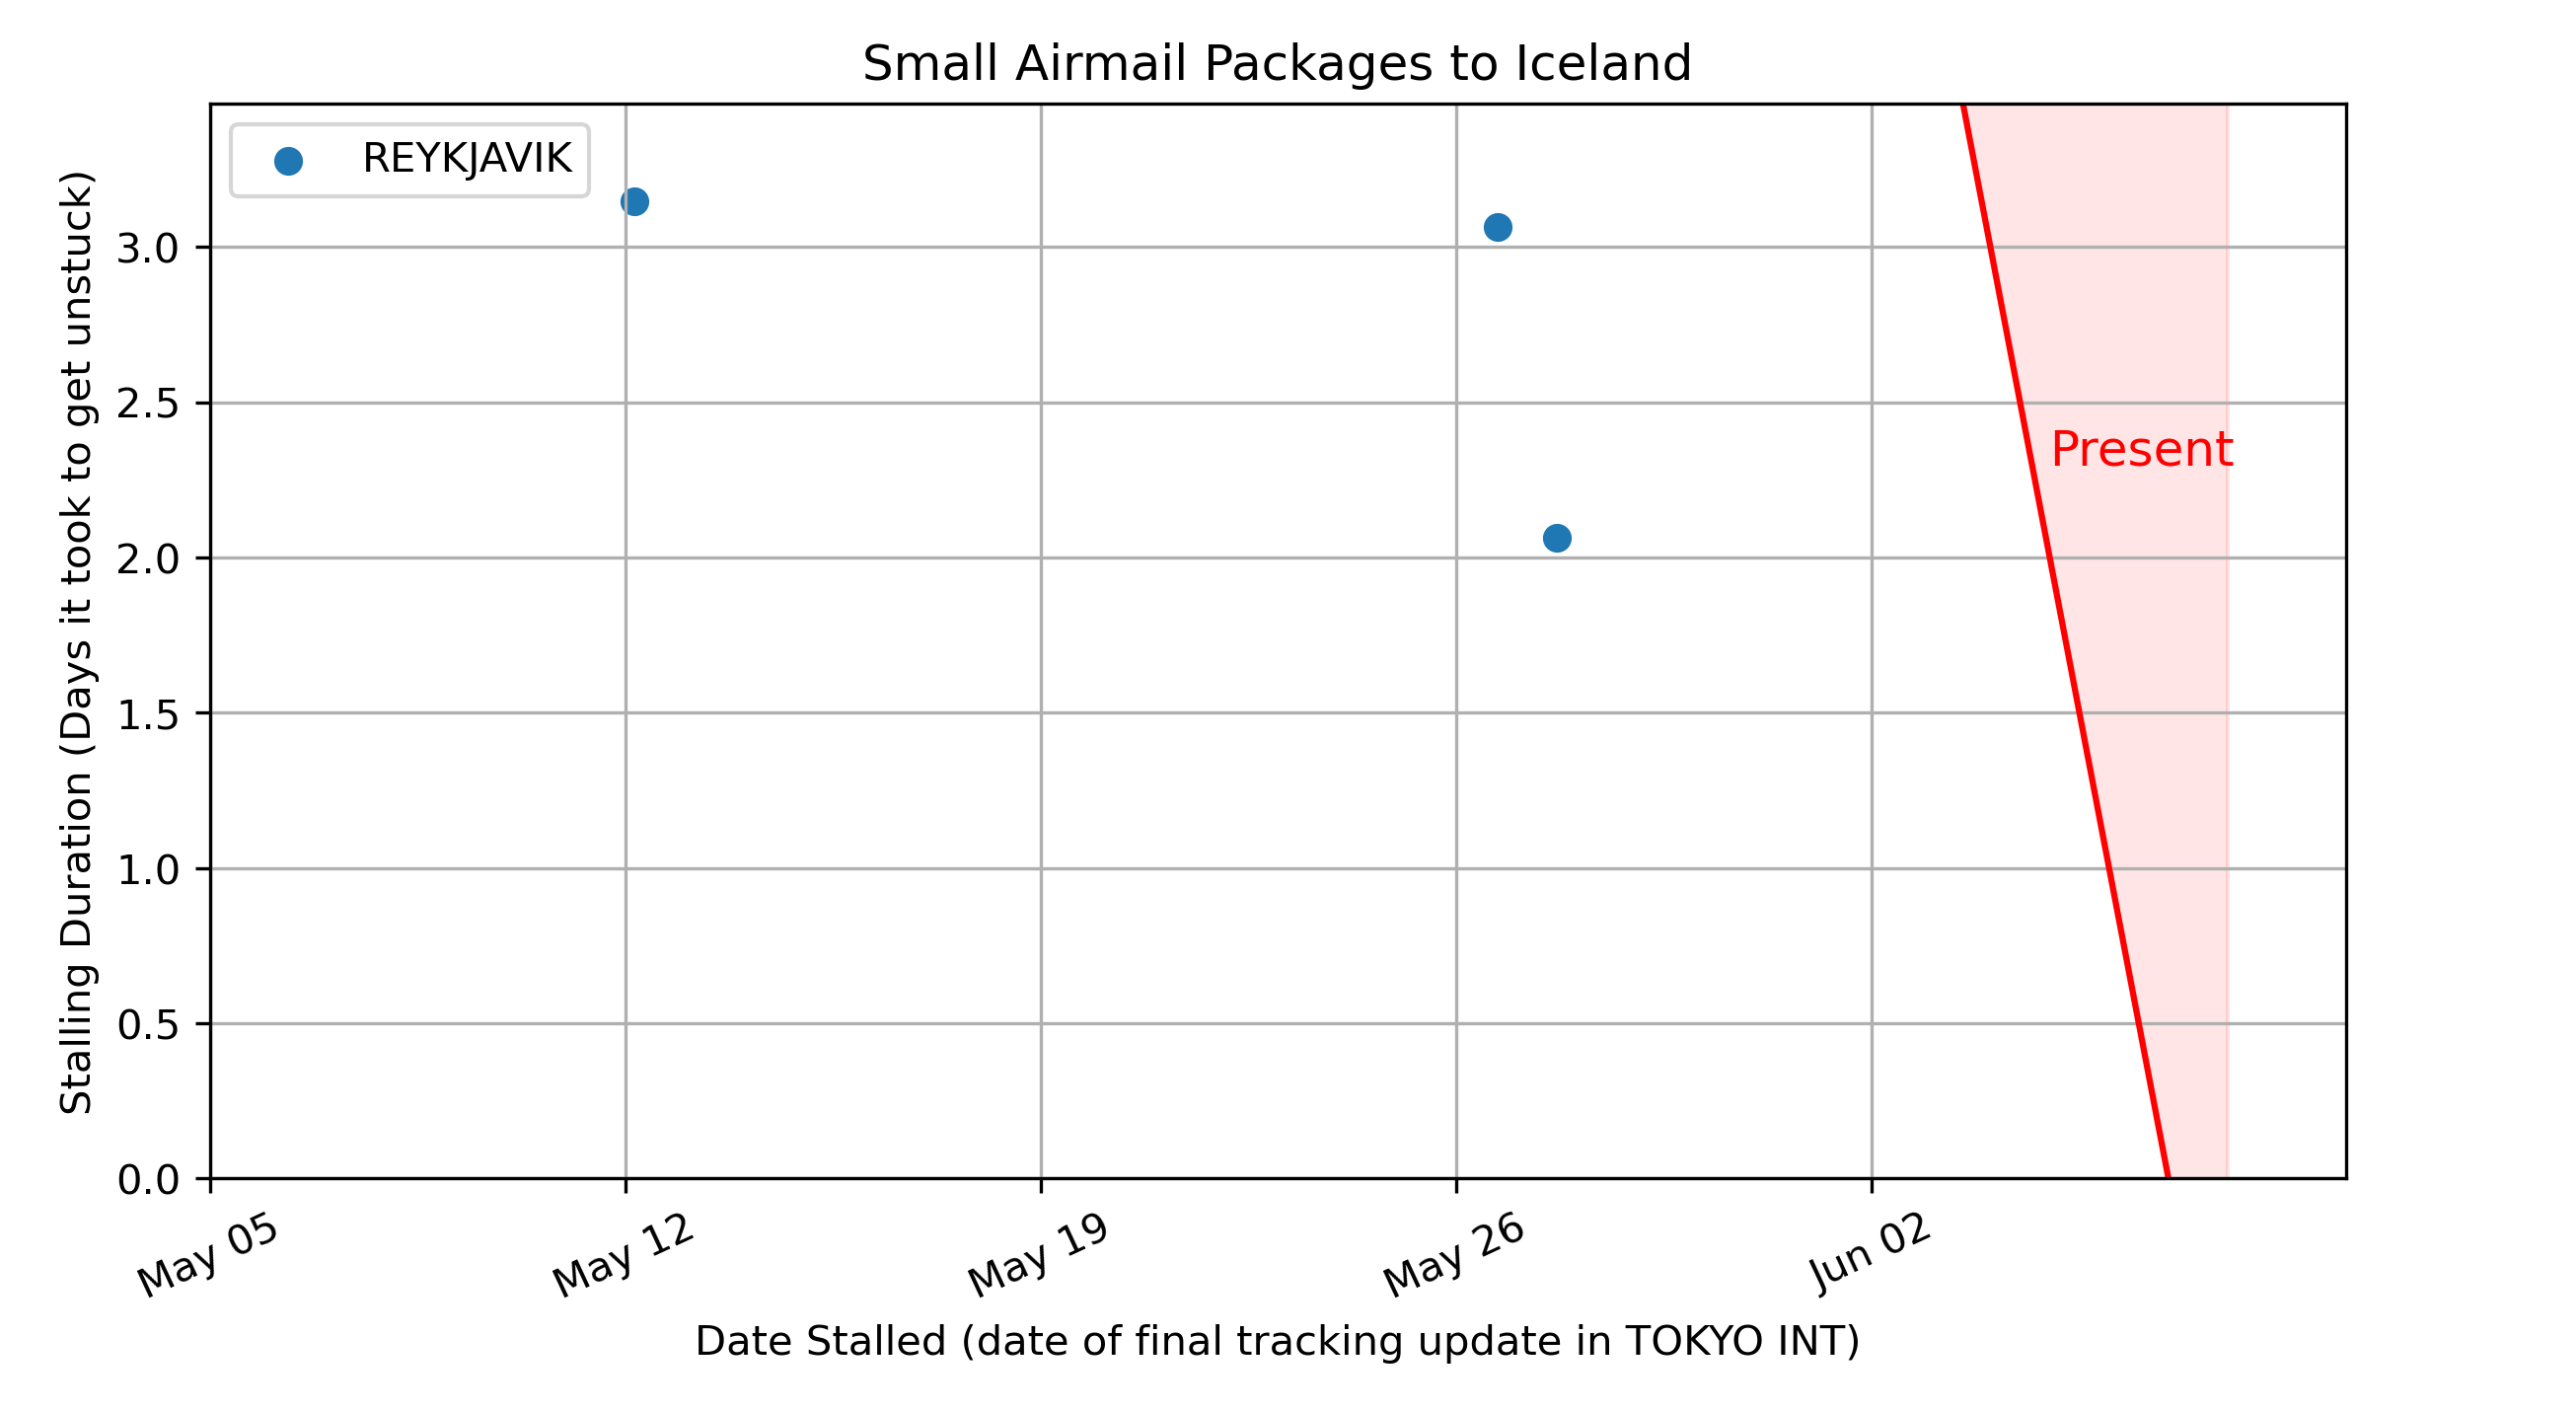 Small Airmail Packages to Iceland
REYKJAVIK
Stalling Duration (Days it took to get unstuck)
3.0
2.5
2.0
1.5
1.0
0.5
0.0
Present
May 05
May 12
May 19
May 26
Jun 02
Date Stalled (date of final tracking update in TOKYO INT)